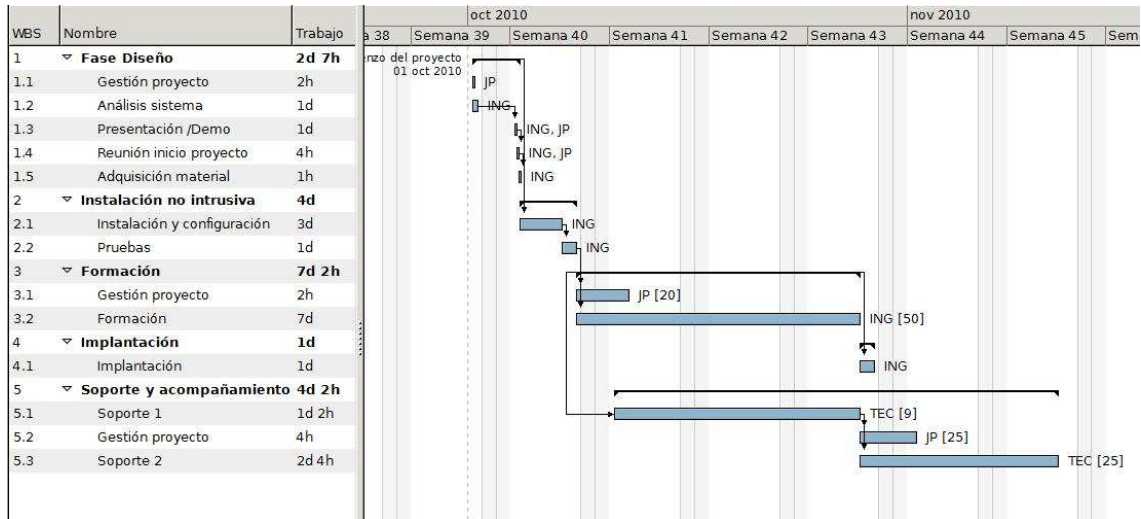 oct 2010 nov 2010
WBS Nombre Trabajo a 38 Semana 39 Semana 40 Semana 41 Semana 42 Semana 43 Semana 44 Semana 45 Sem
1 Fase Diseño 2d 7h nzo del proyecto
01 oct 2010
1.1 Gestión proyecto 2h JP
1.2 Análisis sistema 1d ING
1.3 Presentación /Demo 1d ING, JP
1.4 Reunión inicio proyecto 4h ING, JP
1.5 Adquisición material 1h ING
2 Instalación no intrusiva 4d
2.1 Instalación y configuración 3d ING
2.2 Pruebas 1d ING
3 Formación 7d 2h
3.1 Gestión proyecto 2h JP [20]
3.2 Formación 7d ING [50]
4 Implantación 1d
4.1 Implantación 1d ING
5 Soporte y acompañamiento 4d 2h
5.1 Soporte 1 1d 2h TEC [9]
5.2 Gestión proyecto 4h JP [25]
5.3 Soporte 2 2d 4h TEC [25]